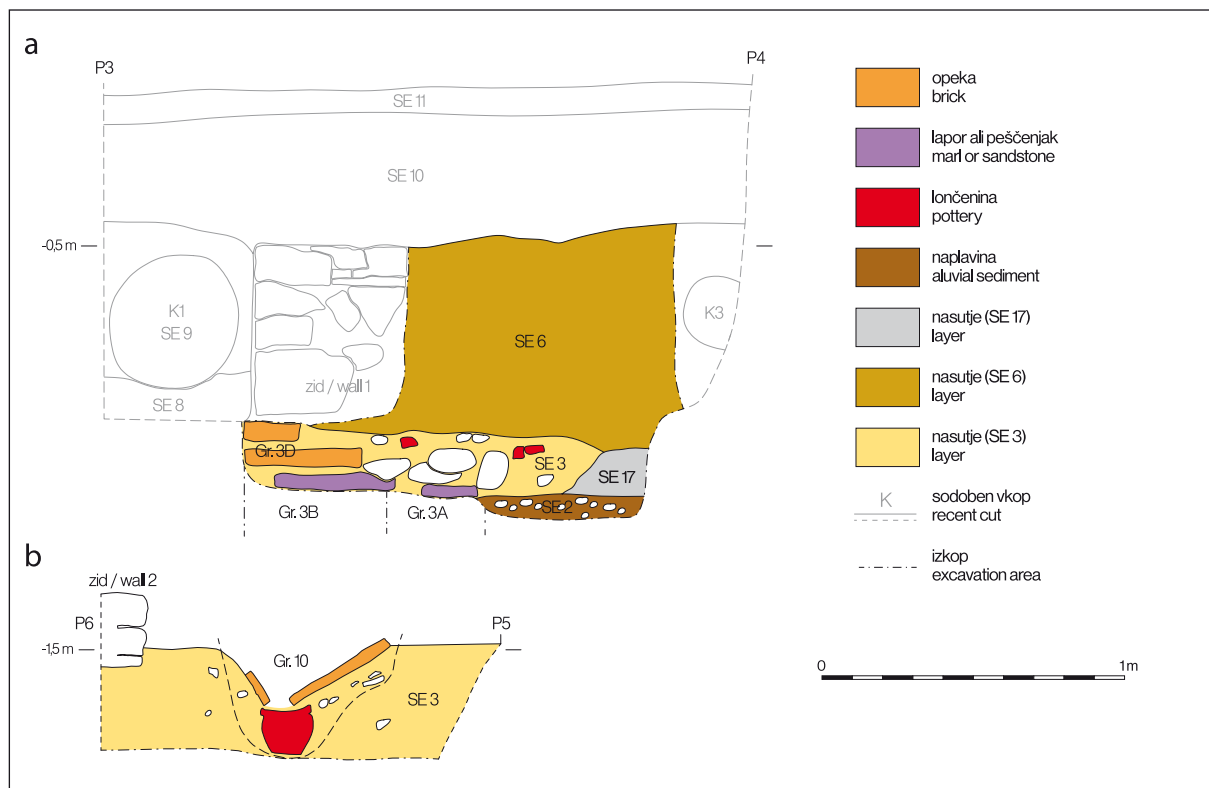 a
P3
P4
SE 11
SE 10
-0,5 m
K1
SE 9
K3
SE 6
zid / wall 1
SE 8
Gr. 3D
SE 3
SE 17
SE 2
Gr. 3B
Gr. 3A
b
zid / wall 2
P6
P5
-1,5 m
Gr. 10
SE 3
opeka
brick
lapor ali peščenjak
marl or sandstone
lončenina
pottery
naplavina
aluvial sediment
nasutje (SE 17)
layer
nasutje (SE 6)
layer
nasutje (SE 3)
layer
K
sodoben vkop
recent cut
izkop
excavation area
0
1m